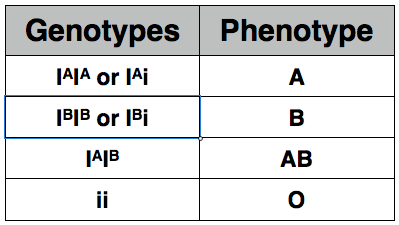 Genotypes Phenotype
IᴬIᴬ or Iᴬi A
IᴮIᴮ or Iᴮi B
IᴬIᴮ AB
ii O